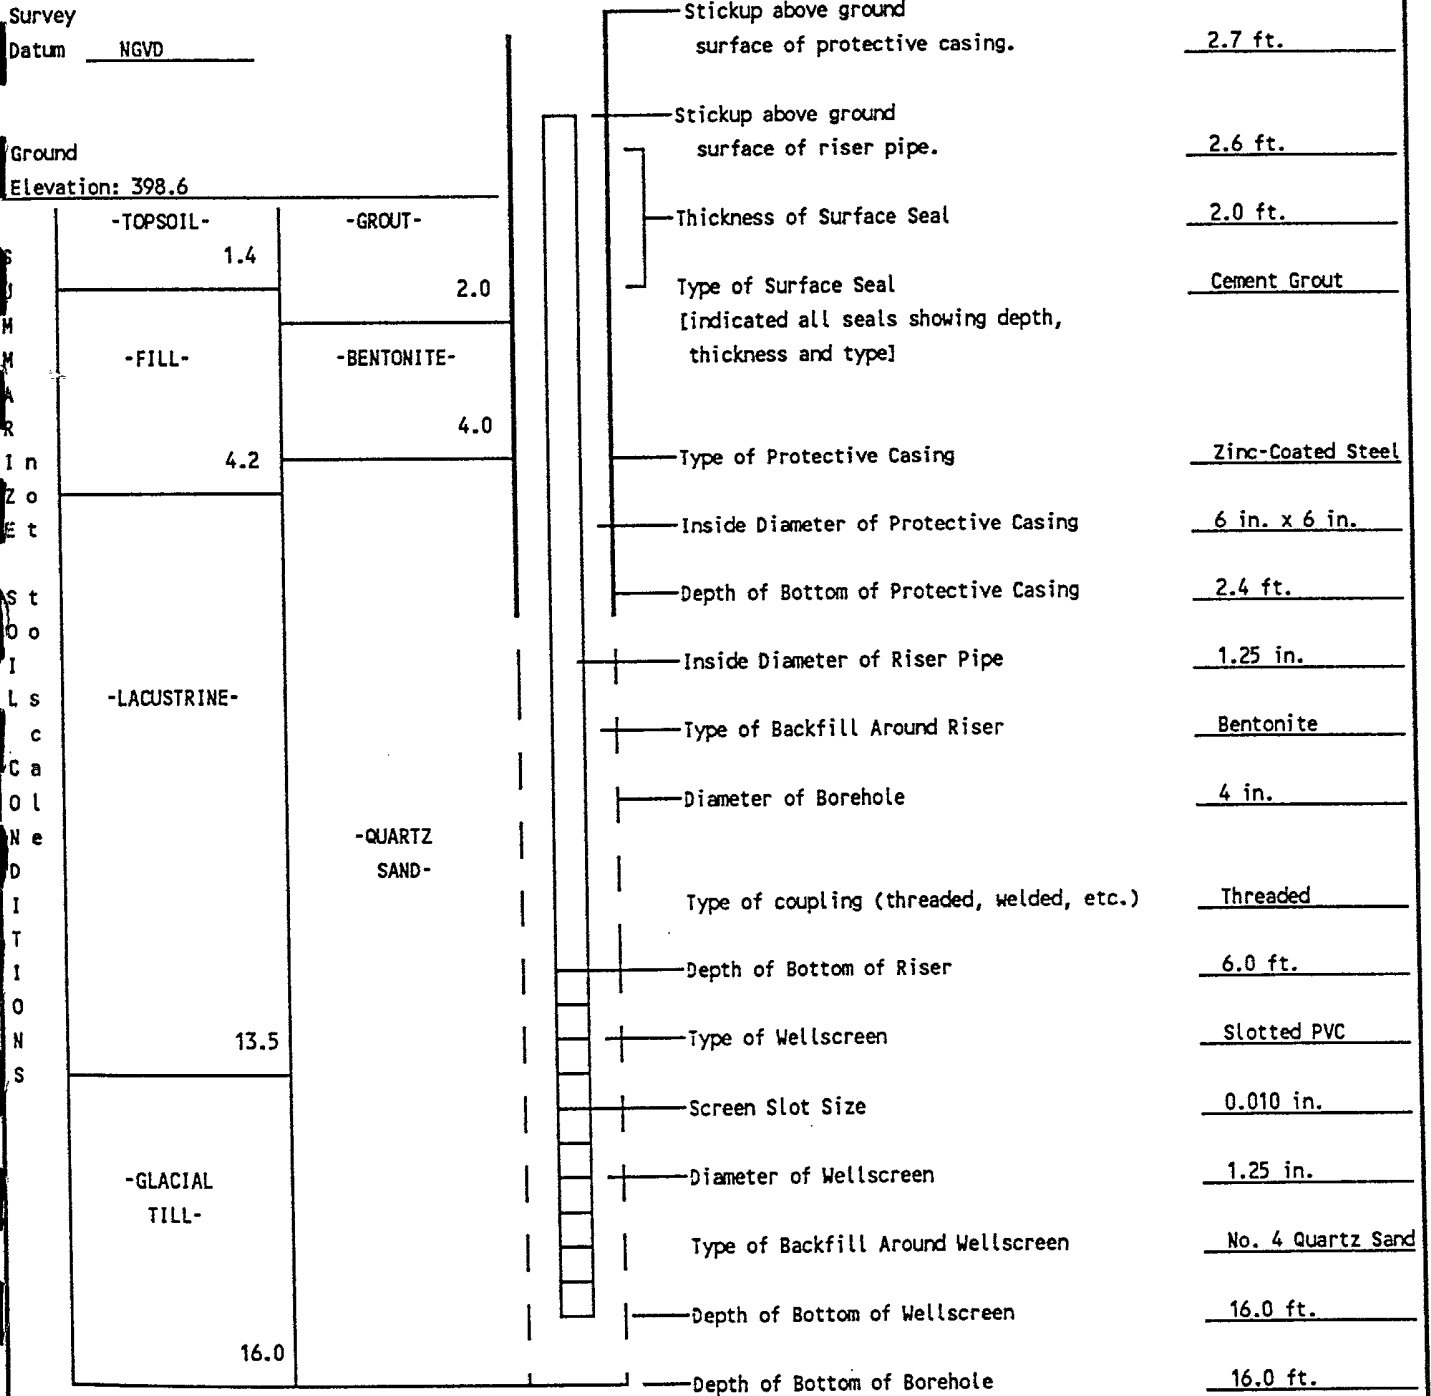 Survey
Datum NGVD
Ground
Elevation: 398.6
-TOPSOIL-
1.4
-FILL-
4.2
-LACUSTRINE-
13.5
-GLACIAL
TILL-
16.0
-GROUT-
2.0
-BENTONITE-
4.0
-QUARTZ
SAND-
SUMMARIZE SOIL CONDITIONS
not to scale
Stickup above ground
surface of protective casing. 2.7 ft.
Stickup above ground
surface of riser pipe. 2.6 ft.
Thickness of Surface Seal 2.0 ft.
Type of Surface Seal Cement Grout
[indicated all seals showing depth,
thickness and type]
Type of Protective Casing Zinc-Coated Steel
Inside Diameter of Protective Casing 6 in. x 6 in.
Depth of Bottom of Protective Casing 2.4 ft.
Inside Diameter of Riser Pipe 1.25 in.
Type of Backfill Around Riser Bentonite
Diameter of Borehole 4 in.
Type of coupling (threaded, welded, etc.) Threaded
Depth of Bottom of Riser 6.0 ft.
Type of Wellscreen Slotted PVC
Screen Slot Size 0.010 in.
Diameter of Wellscreen 1.25 in.
Type of Backfill Around Wellscreen No. 4 Quartz Sand
Depth of Bottom of Wellscreen 16.0 ft.
Depth of Bottom of Borehole 16.0 ft.